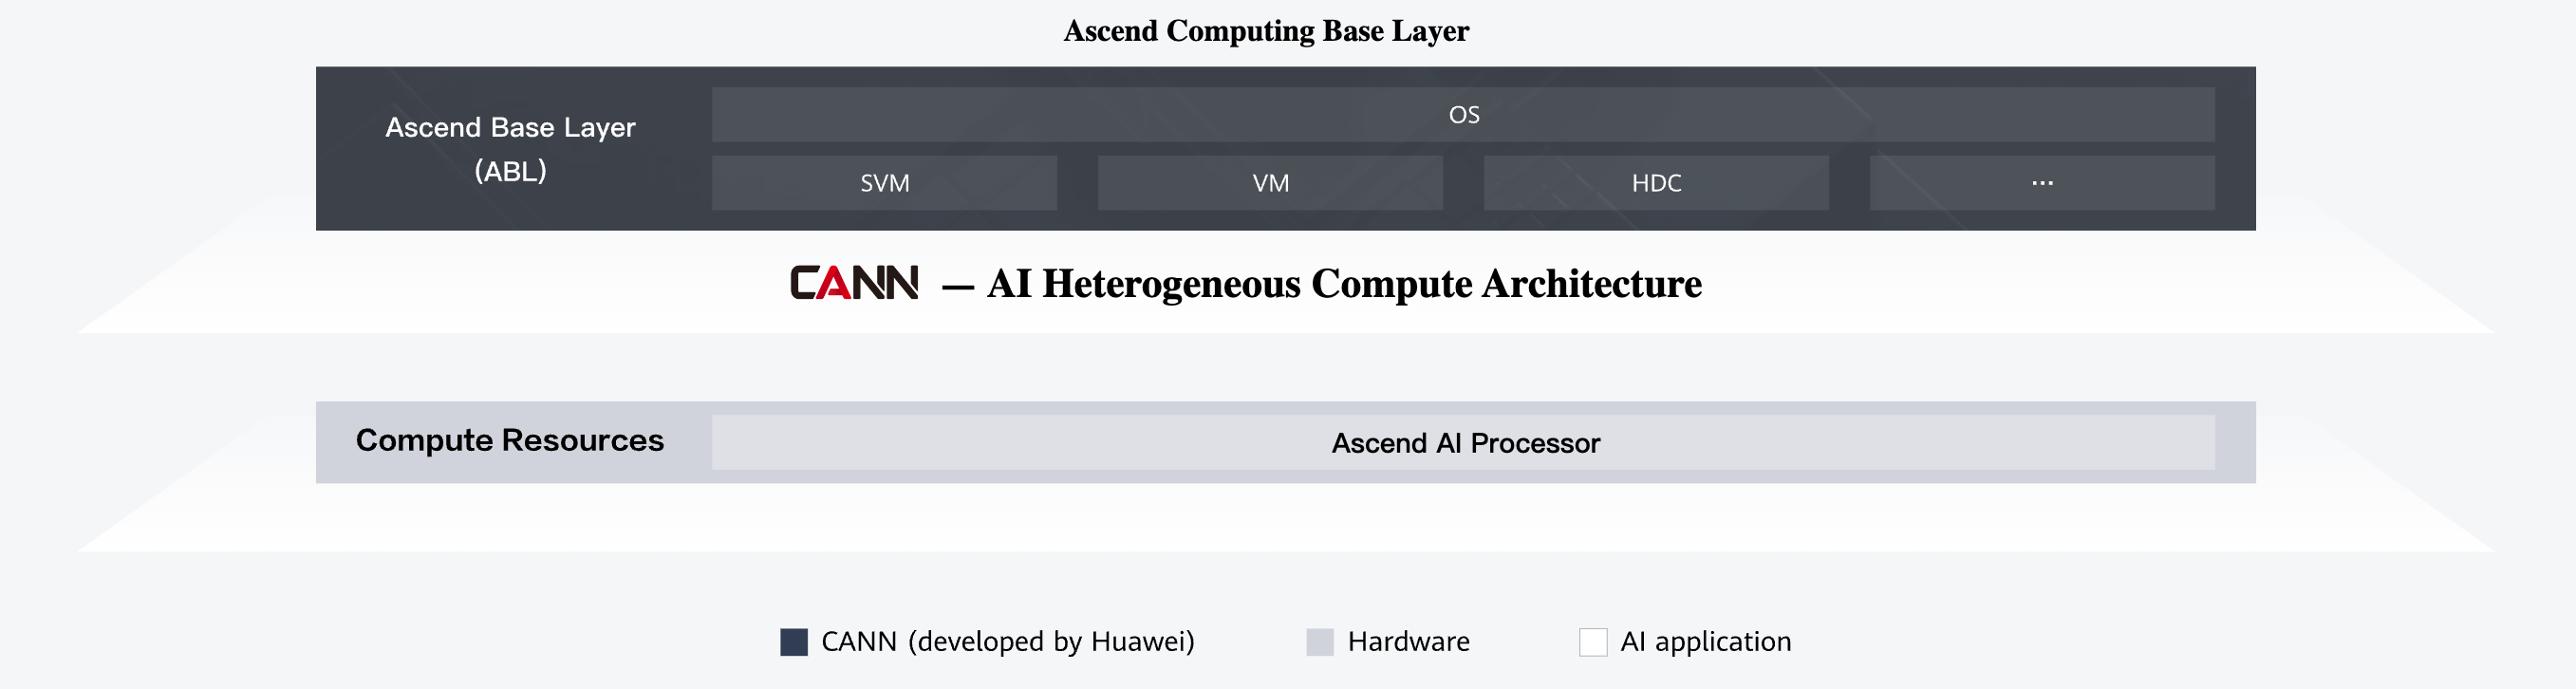 Ascend Computing Base Layer
Ascend Base Layer
(ABL)
OS
SVM VM HDC ...
CANN — AI Heterogeneous Compute Architecture
Compute Resources Ascend AI Processor
CANN (developed by Huawei) Hardware AI application